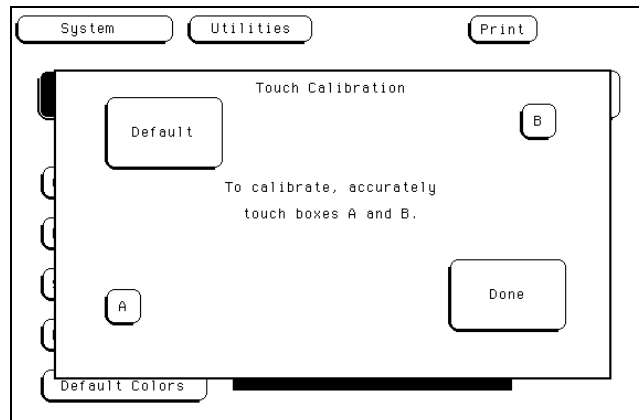 System Utilities Print
Touch Calibration
Default
B
To calibrate, accurately
touch boxes A and B.
A
Done
Default Colors